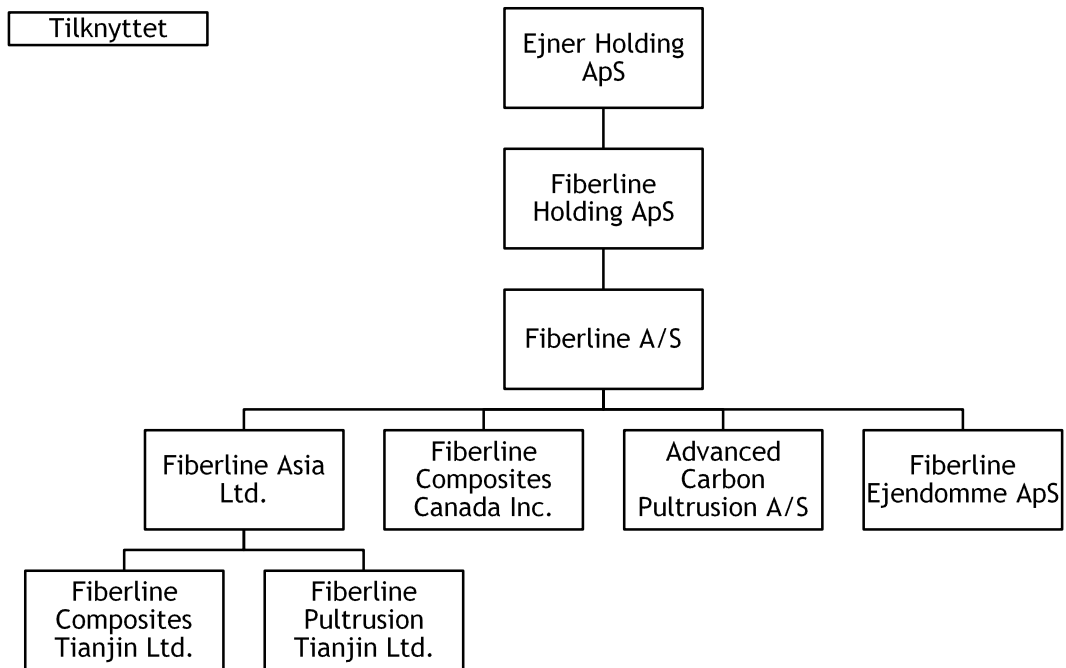 Tilknyttet
Ejner Holding
ApS
Fiberline
Holding ApS
Fiberline A/S
Fiberline Asia
Ltd.
Fiberline
Composites
Canada Inc.
Advanced
Carbon
Pultrusion A/S
Fiberline
Ejendomme ApS
Fiberline
Composites
Tianjin Ltd.
Fiberline
Pultrusion
Tianjin Ltd.